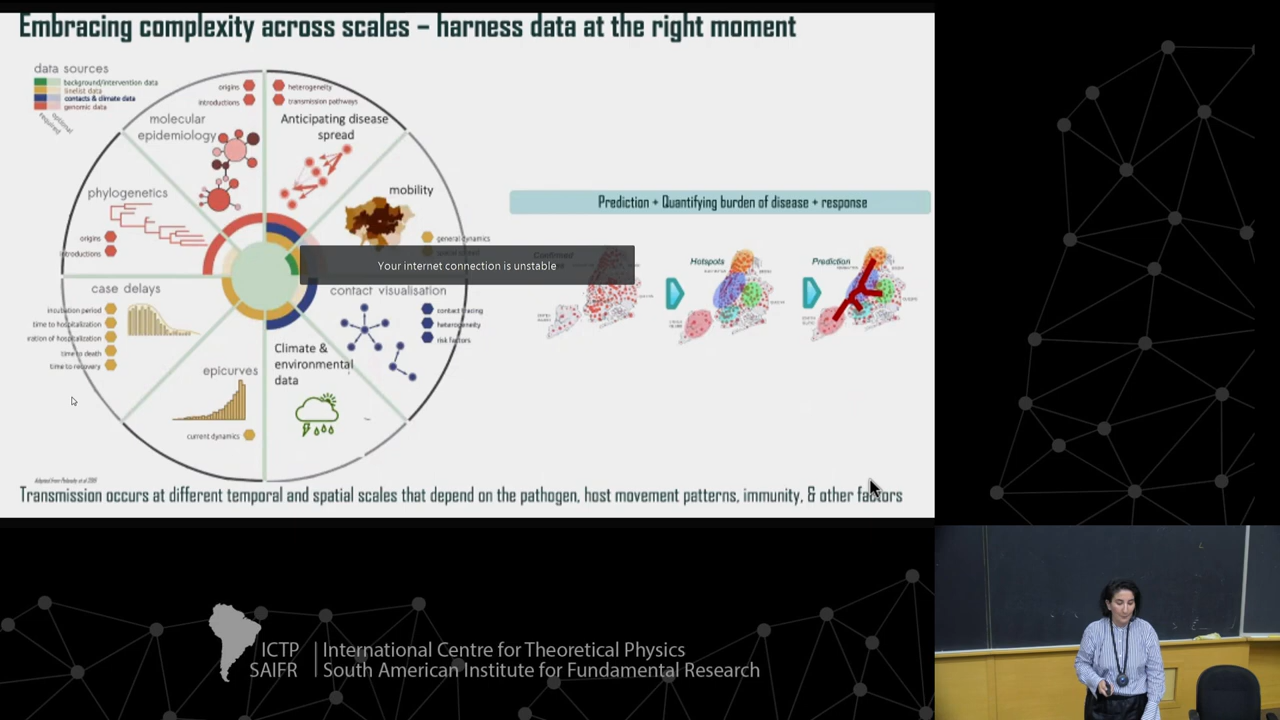 Embracing complexity across scales – harness data at the right moment
data sources
background/intervention data
linelist data
contacts & climate data
genomic data
required
optional
origins
introductions
heterogeneity
transmission pathways
molecular
epidemiology
Anticipating disease
spread
phylogenetics
origins
introductions
mobility
general dynamics
Prediction + Quantifying burden of disease + response
Your internet connection is unstable
Hotspots
Prediction
case delays
incubation period
time to hospitalization
ration of hospitalization
time to death
time to recovery
contact visualisation
contact tracing
heterogeneity
risk factors
epicurves
current dynamics
Climate &
environmental
data
Transmission occurs at different temporal and spatial scales that depend on the pathogen, host movement patterns, immunity, & other factors
ICTP
SAIFR
International Centre for Theoretical Physics
South American Institute for Fundamental Research